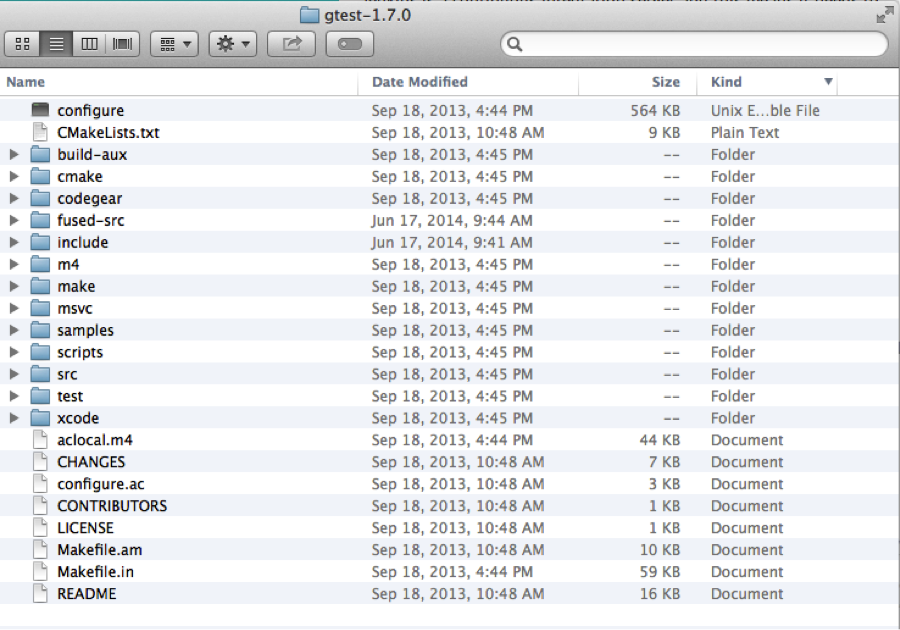 gtest-1.7.0
Name Date Modified Size Kind
configure Sep 18, 2013, 4:44 PM 564 KB Unix E...ble File
CMakeLists.txt Sep 18, 2013, 10:48 AM 9 KB Plain Text
build-aux Sep 18, 2013, 4:45 PM -- Folder
cmake Sep 18, 2013, 4:45 PM -- Folder
codegear Sep 18, 2013, 4:45 PM -- Folder
fused-src Jun 17, 2014, 9:44 AM -- Folder
include Jun 17, 2014, 9:41 AM -- Folder
m4 Sep 18, 2013, 4:45 PM -- Folder
make Sep 18, 2013, 4:45 PM -- Folder
msvc Sep 18, 2013, 4:45 PM -- Folder
samples Sep 18, 2013, 4:45 PM -- Folder
scripts Sep 18, 2013, 4:45 PM -- Folder
src Sep 18, 2013, 4:45 PM -- Folder
test Sep 18, 2013, 4:45 PM -- Folder
xcode Sep 18, 2013, 4:45 PM -- Folder
aclocal.m4 Sep 18, 2013, 4:44 PM 44 KB Document
CHANGES Sep 18, 2013, 10:48 AM 7 KB Document
configure.ac Sep 18, 2013, 10:48 AM 3 KB Document
CONTRIBUTORS Sep 18, 2013, 10:48 AM 1 KB Document
LICENSE Sep 18, 2013, 10:48 AM 1 KB Document
Makefile.am Sep 18, 2013, 10:48 AM 10 KB Document
Makefile.in Sep 18, 2013, 4:44 PM 59 KB Document
README Sep 18, 2013, 10:48 AM 16 KB Document